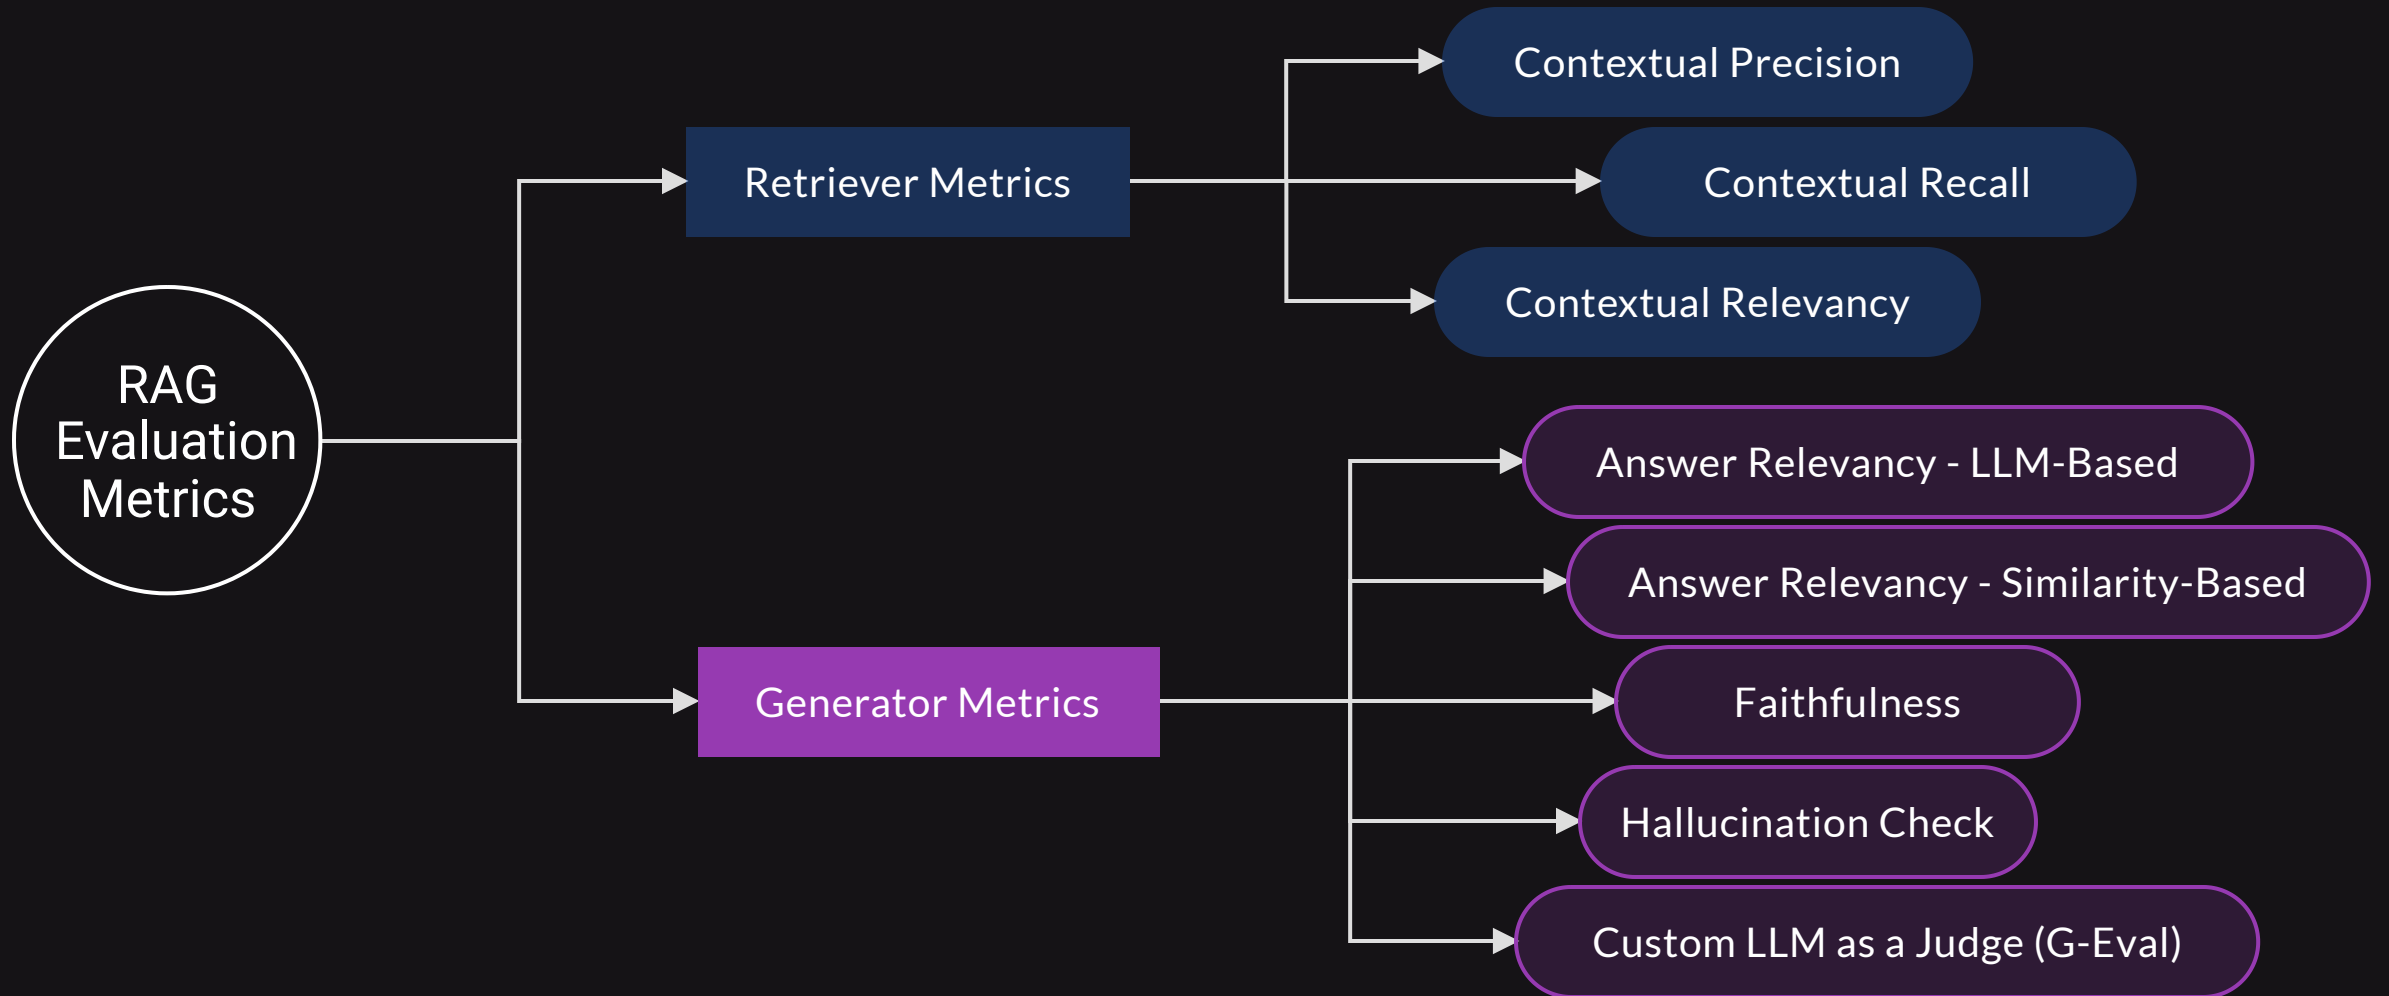 RAG
Evaluation
Metrics
Retriever Metrics
Contextual Precision
Contextual Recall
Contextual Relevancy
Generator Metrics
Answer Relevancy - LLM-Based
Answer Relevancy - Similarity-Based
Faithfulness
Hallucination Check
Custom LLM as a Judge (G-Eval)